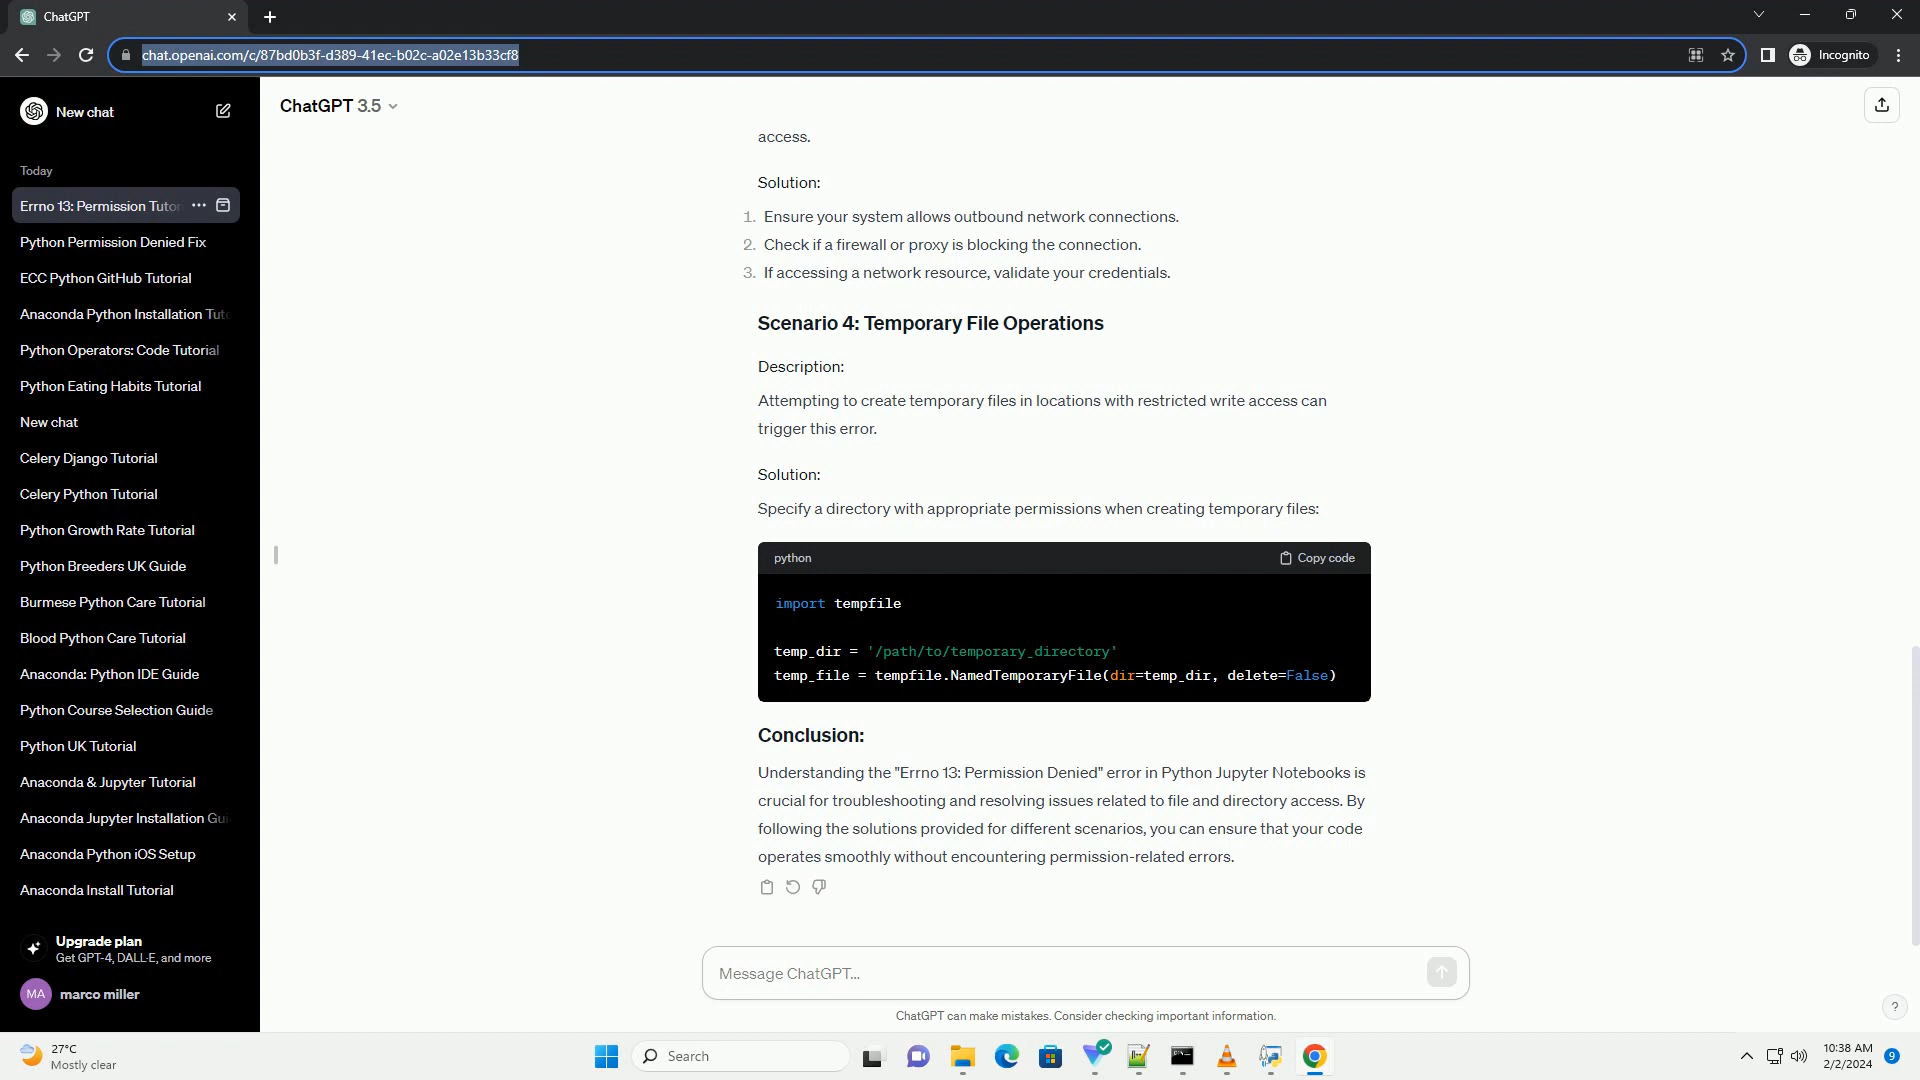 ChatGPT
chat.openai.com/c/87bd0b3f-d389-41ec-b02c-a02e13b33cf8
Incognito
New chat
Today
Errno 13: Permission Tutor
Python Permission Denied Fix
ECC Python GitHub Tutorial
Anaconda Python Installation Tuto
Python Operators: Code Tutorial
Python Eating Habits Tutorial
New chat
Celery Django Tutorial
Celery Python Tutorial
Python Growth Rate Tutorial
Python Breeders UK Guide
Burmese Python Care Tutorial
Blood Python Care Tutorial
Anaconda: Python IDE Guide
Python Course Selection Guide
Python UK Tutorial
Anaconda & Jupyter Tutorial
Anaconda Jupyter Installation Gui
Anaconda Python iOS Setup
Anaconda Install Tutorial
Upgrade plan
Get GPT-4, DALL·E, and more
MA marco miller
ChatGPT 3.5
access.
Solution:
1. Ensure your system allows outbound network connections.
2. Check if a firewall or proxy is blocking the connection.
3. If accessing a network resource, validate your credentials.
Scenario 4: Temporary File Operations
Description:
Attempting to create temporary files in locations with restricted write access can
trigger this error.
Solution:
Specify a directory with appropriate permissions when creating temporary files:
python Copy code
import tempfile
temp_dir = '/path/to/temporary_directory'
temp_file = tempfile.NamedTemporaryFile(dir=temp_dir, delete=False)
Conclusion:
Understanding the "Errno 13: Permission Denied" error in Python Jupyter Notebooks is
crucial for troubleshooting and resolving issues related to file and directory access. By
following the solutions provided for different scenarios, you can ensure that your code
operates smoothly without encountering permission-related errors.
Message ChatGPT...
ChatGPT can make mistakes. Consider checking important information.
?
27°C
Mostly clear
Search
10:38 AM
2/2/2024
9